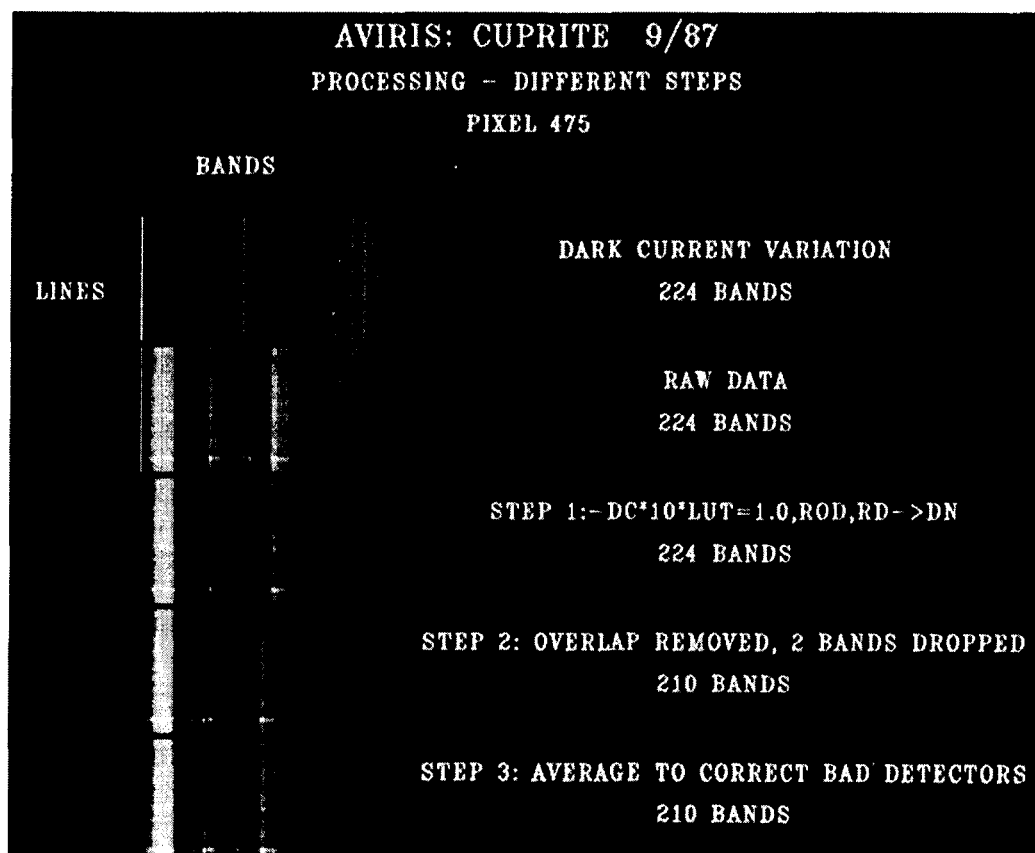 AVIRIS: CUPRITE 9/87
PROCESSING - DIFFERENT STEPS
PIXEL 475
BANDS
LINES
DARK CURRENT VARIATION
224 BANDS
RAW DATA
224 BANDS
STEP 1:-DC*10*LUT=1.0,ROD,RD->DN
224 BANDS
STEP 2: OVERLAP REMOVED, 2 BANDS DROPPED
210 BANDS
STEP 3: AVERAGE TO CORRECT BAD DETECTORS
210 BANDS